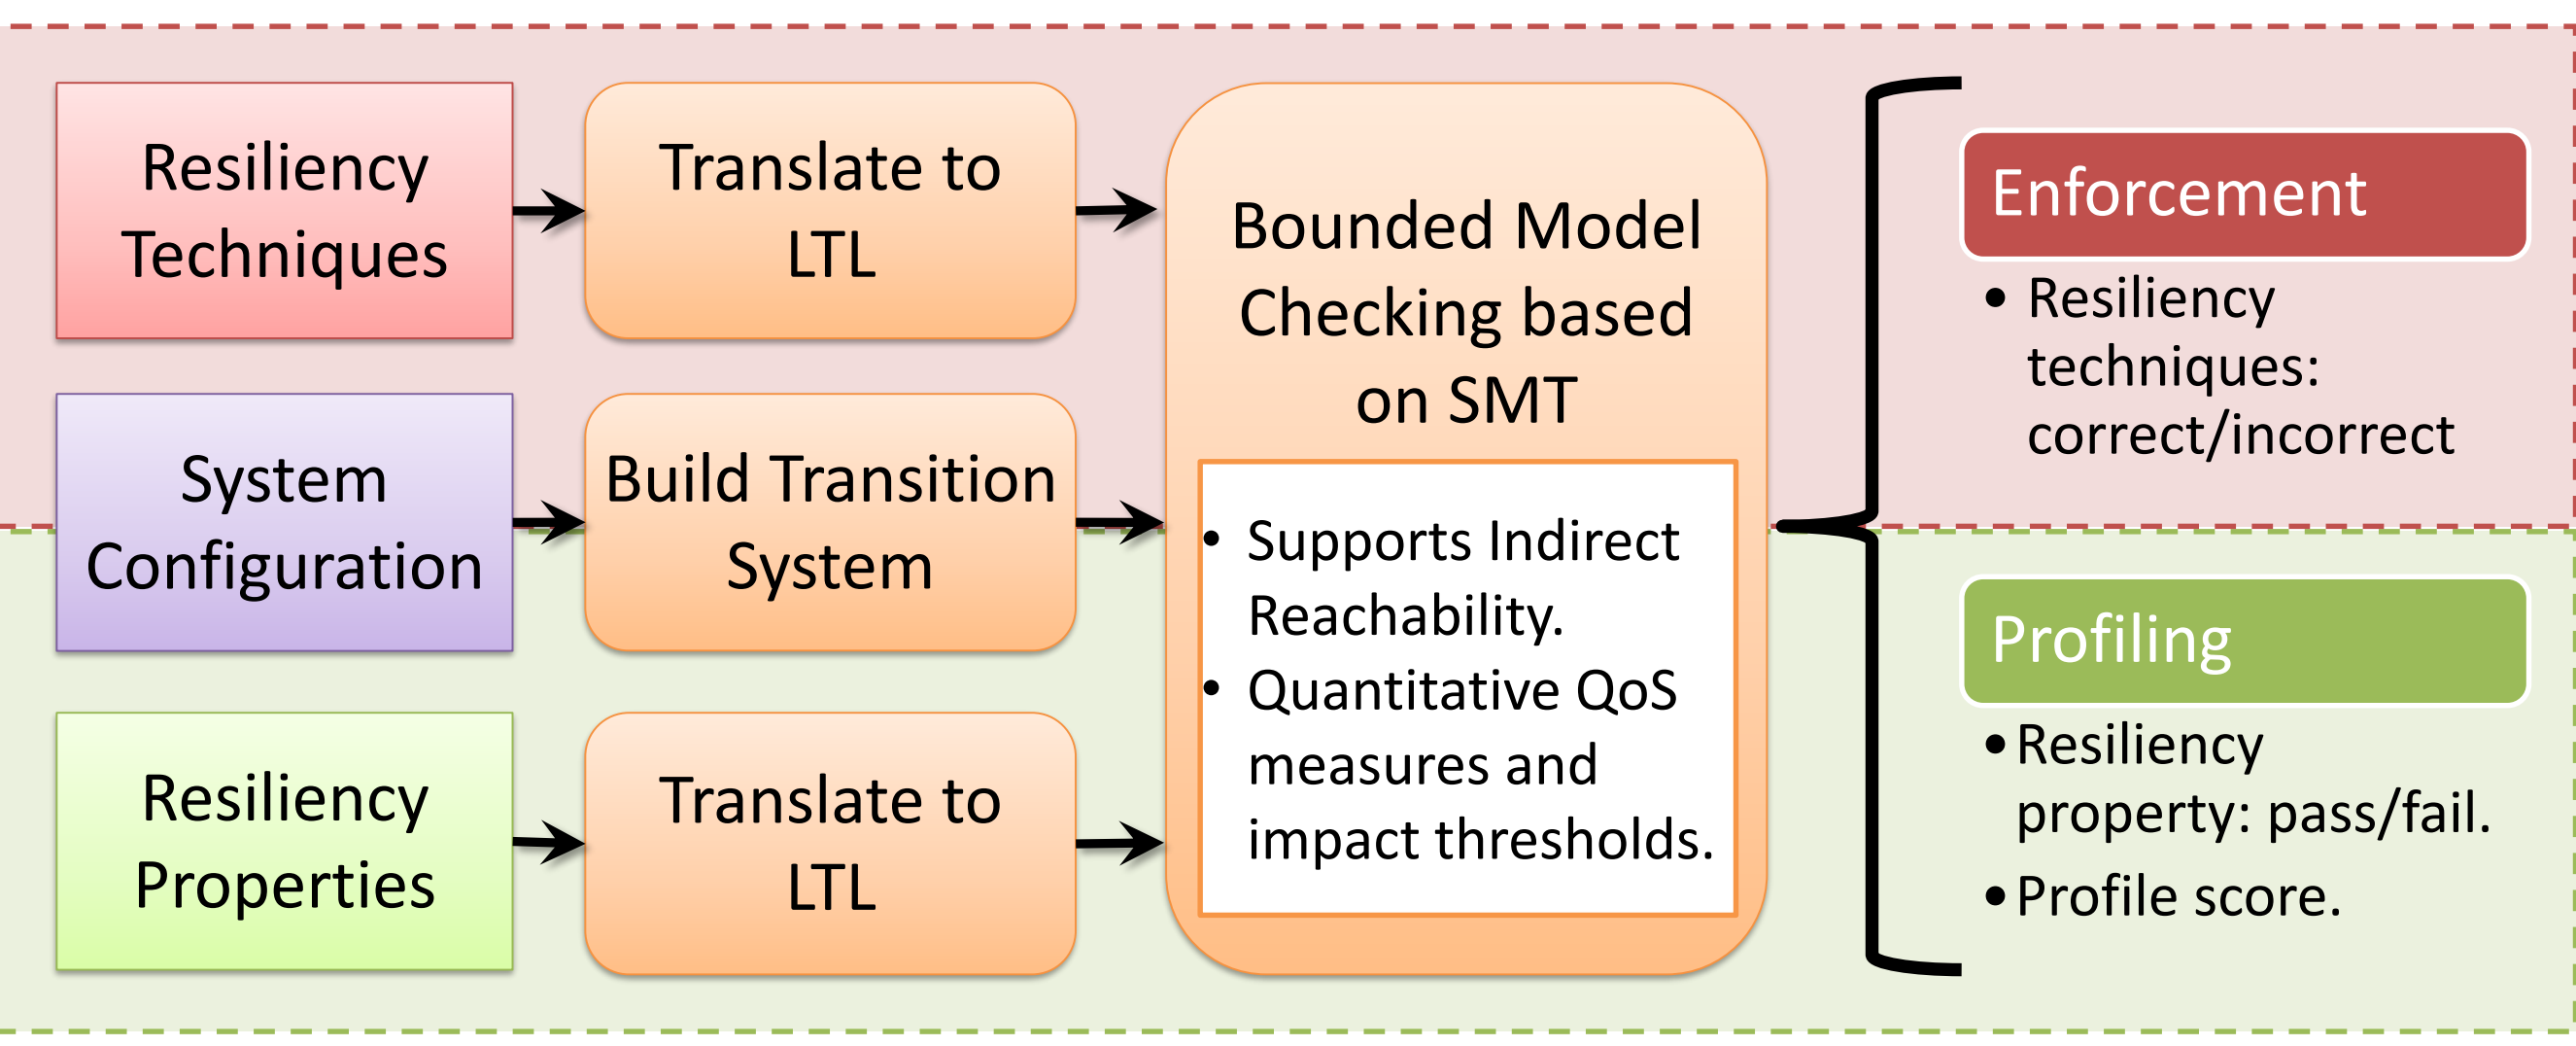 Resiliency
Techniques
Translate to
LTL
System
Configuration
Build Transition
System
Resiliency
Properties
Translate to
LTL
Bounded Model
Checking based
on SMT
• Supports Indirect
Reachability.
• Quantitative QoS
measures and
impact thresholds.
Enforcement
• Resiliency
techniques:
correct/incorrect
Profiling
• Resiliency
property: pass/fail.
• Profile score.